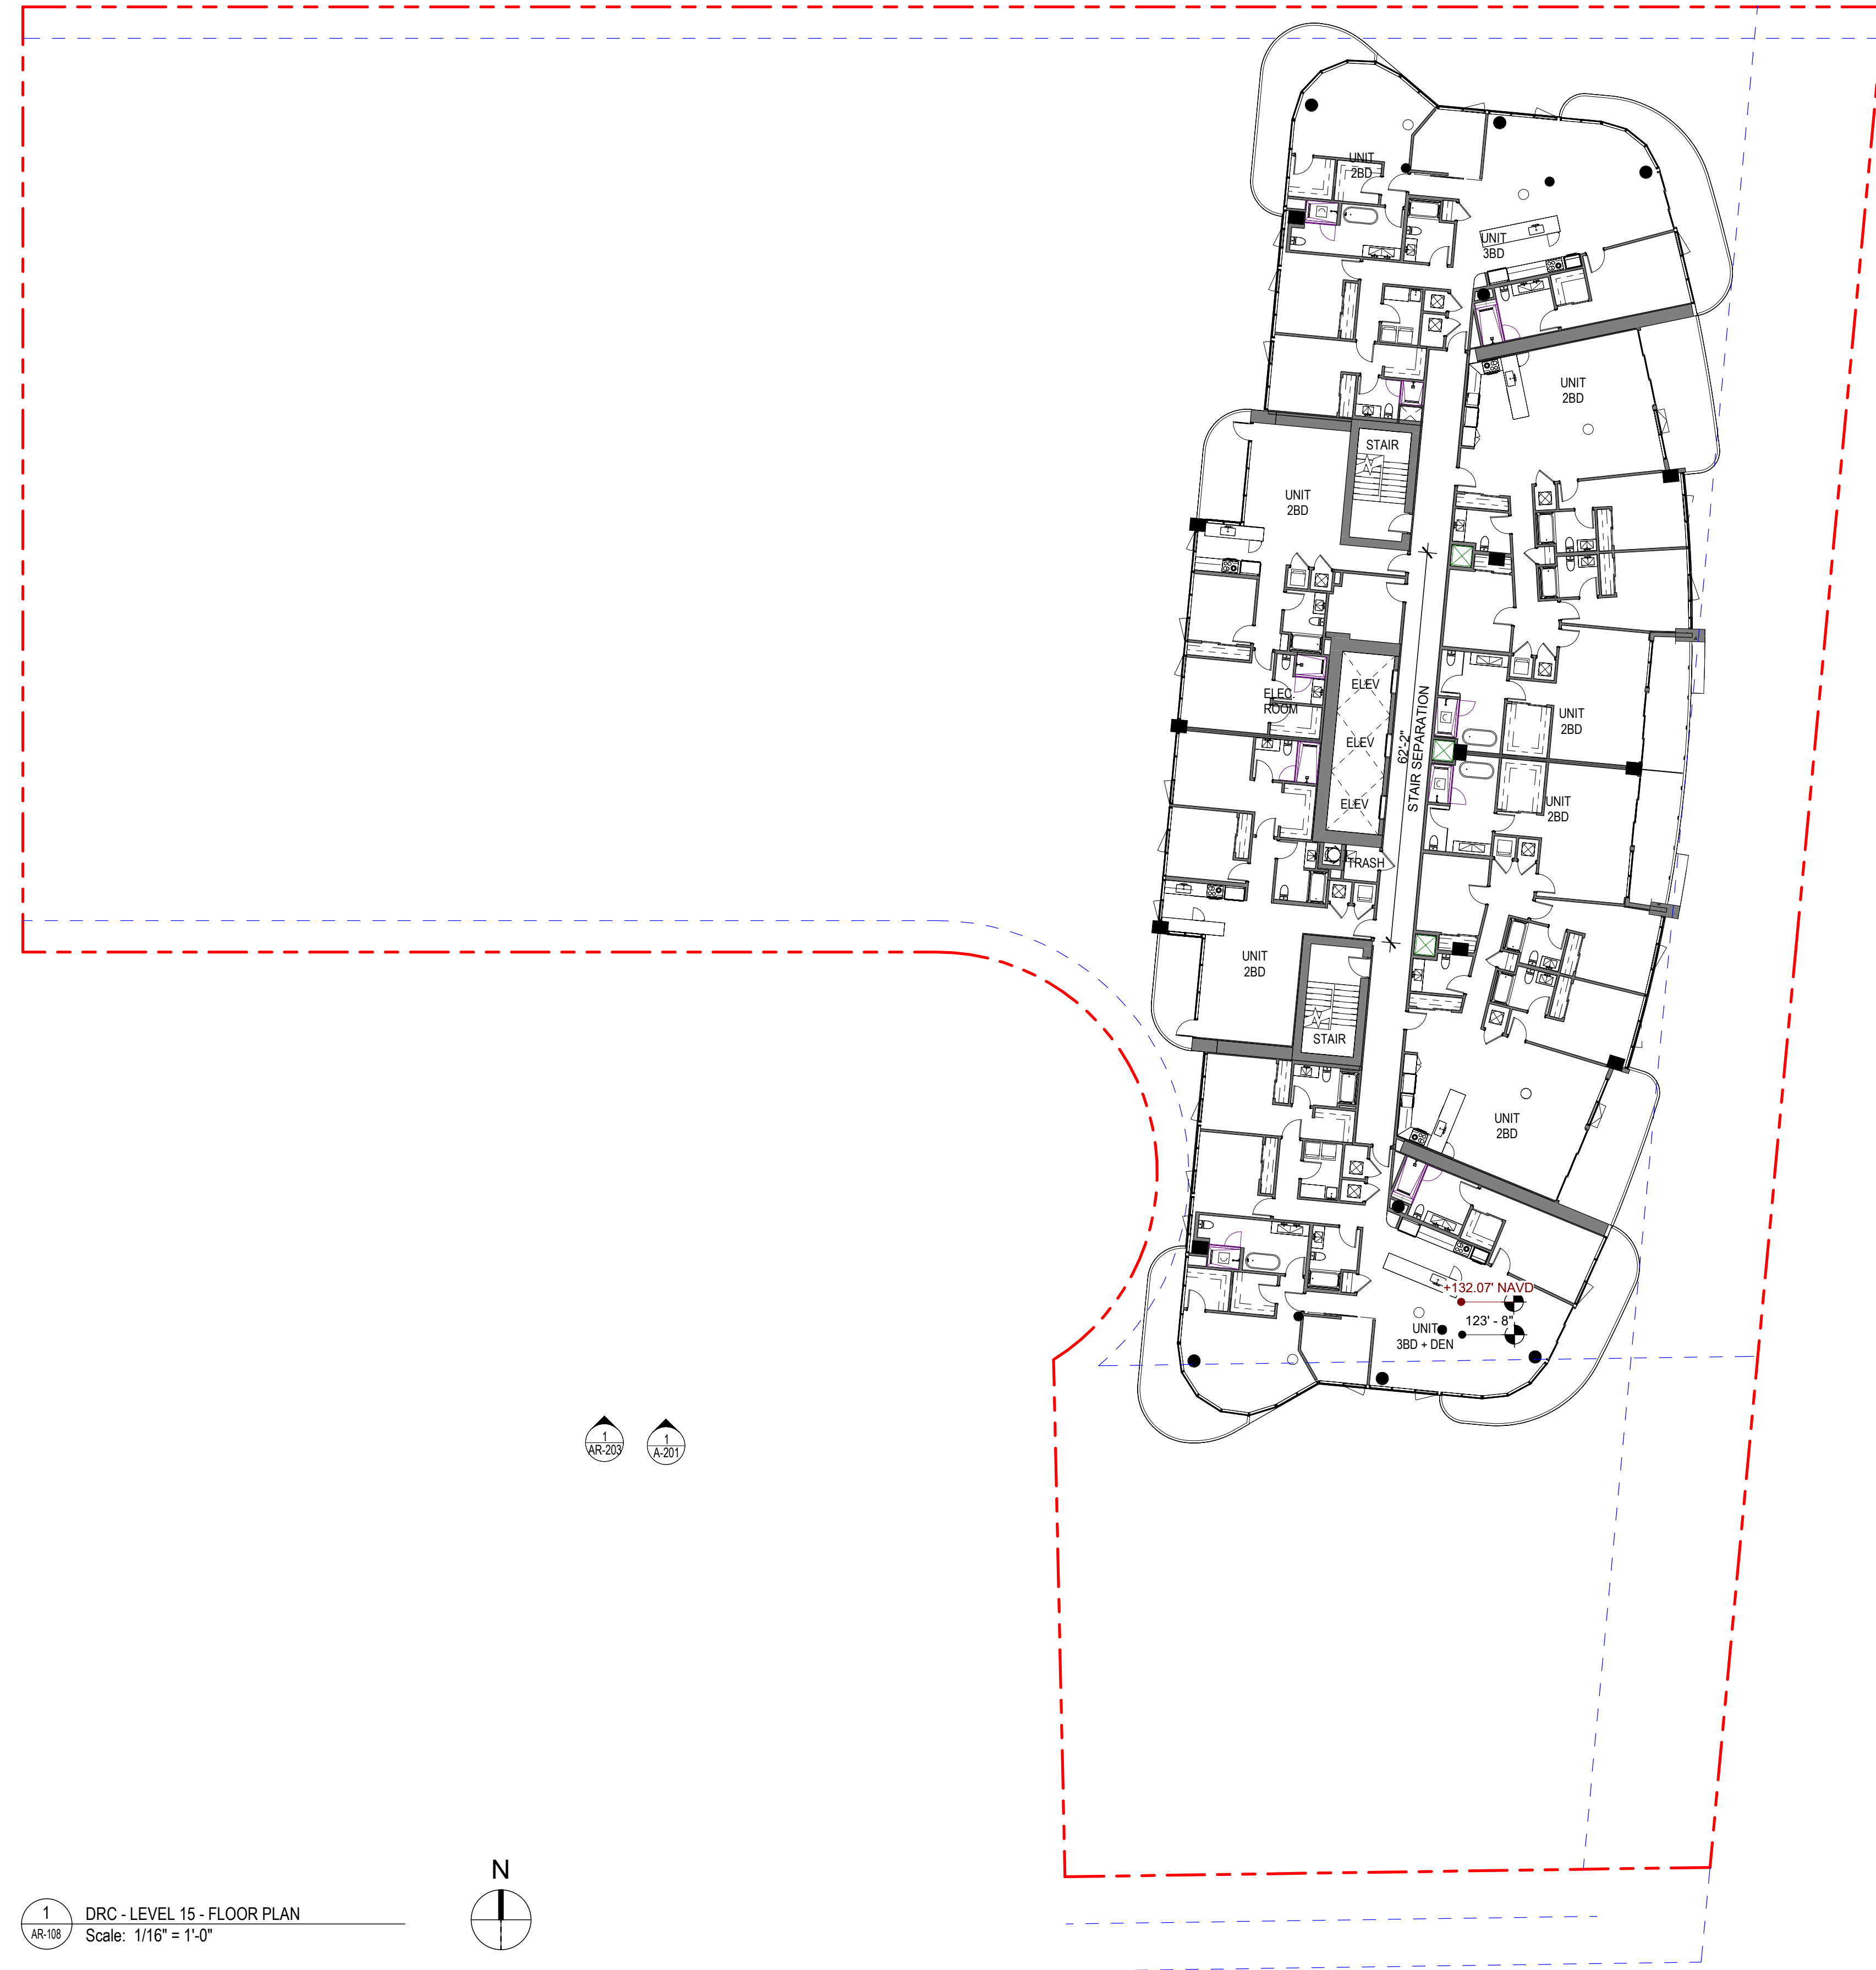 UNIT
2BD
UNIT
3BD
UNIT
2BD
STAIR
UNIT
2BD
ELEV
ELEC.
ROOM
ELEV
ELEV
62'-2"
STAIR SEPARATION
UNIT
2BD
UNIT
2BD
TRASH
UNIT
2BD
STAIR
UNIT
2BD
+132.07' NAVD
123' - 8"
UNIT
3BD + DEN
1
AR-203
1
A-201
N
1
AR-108
DRC - LEVEL 15 - FLOOR PLAN
Scale: 1/16" = 1'-0"